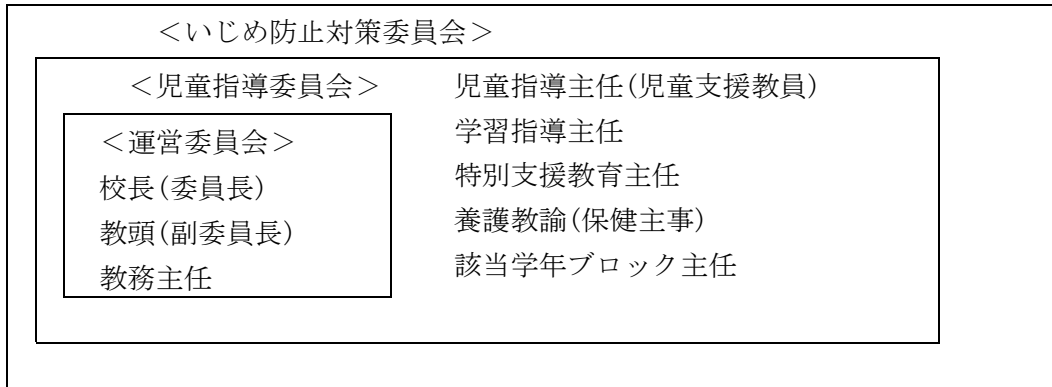 ＜いじめ防止対策委員会＞
＜児童指導委員会＞
＜運営委員会＞
校長(委員長)
教頭(副委員長)
教務主任
児童指導主任(児童支援教員)
学習指導主任
特別支援教育主任
養護教諭(保健主事)
該当学年ブロック主任